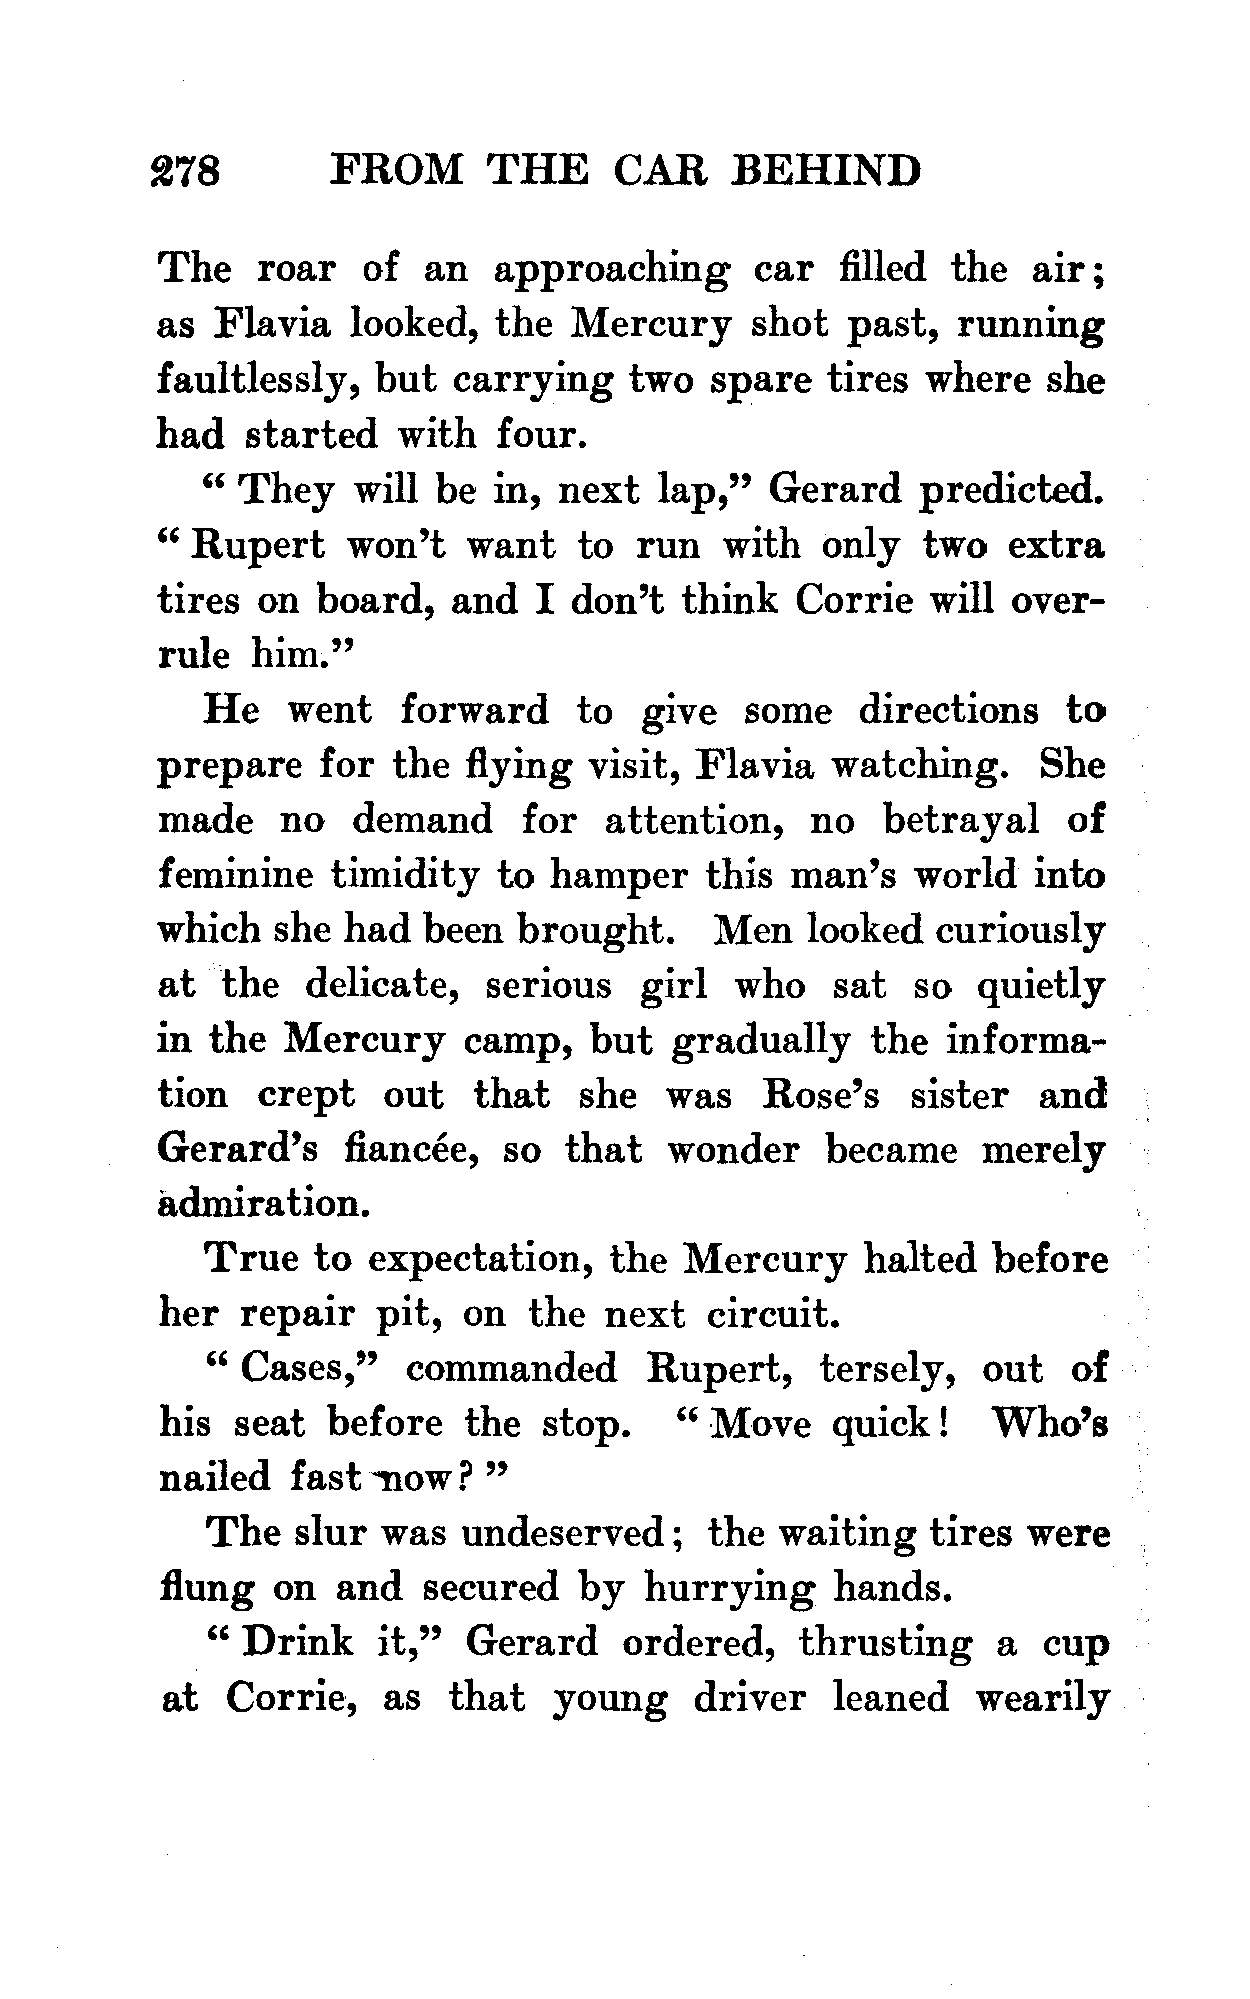 278 FROM THE CAR BEHIND
The roar of an approaching car filled the air;
as Flavia looked, the Mercury shot past, running
faultlessly, but carrying two spare tires where she
had started with four.
“ They will be in, next lap,” Gerard predicted.
“ Rupert won’t want to run with only two extra
tires on board, and I don’t think Corrie will over-
rule him.”
He went forward to give some directions to
prepare for the flying visit, Flavia watching. She
made no demand for attention, no betrayal of
feminine timidity to hamper this man’s world into
which she had been brought. Men looked curiously
at the delicate, serious girl who sat so quietly
in the Mercury camp, but gradually the informa-
tion crept out that she was Rose’s sister and
Gerard’s fiancée, so that wonder became merely
admiration.
True to expectation, the Mercury halted before
her repair pit, on the next circuit.
“ Cases,” commanded Rupert, tersely, out of
his seat before the stop. “ Move quick! Who’s
nailed fast now? ”
The slur was undeserved; the waiting tires were
flung on and secured by hurrying hands.
“ Drink it,” Gerard ordered, thrusting a cup
at Corrie, as that young driver leaned wearily